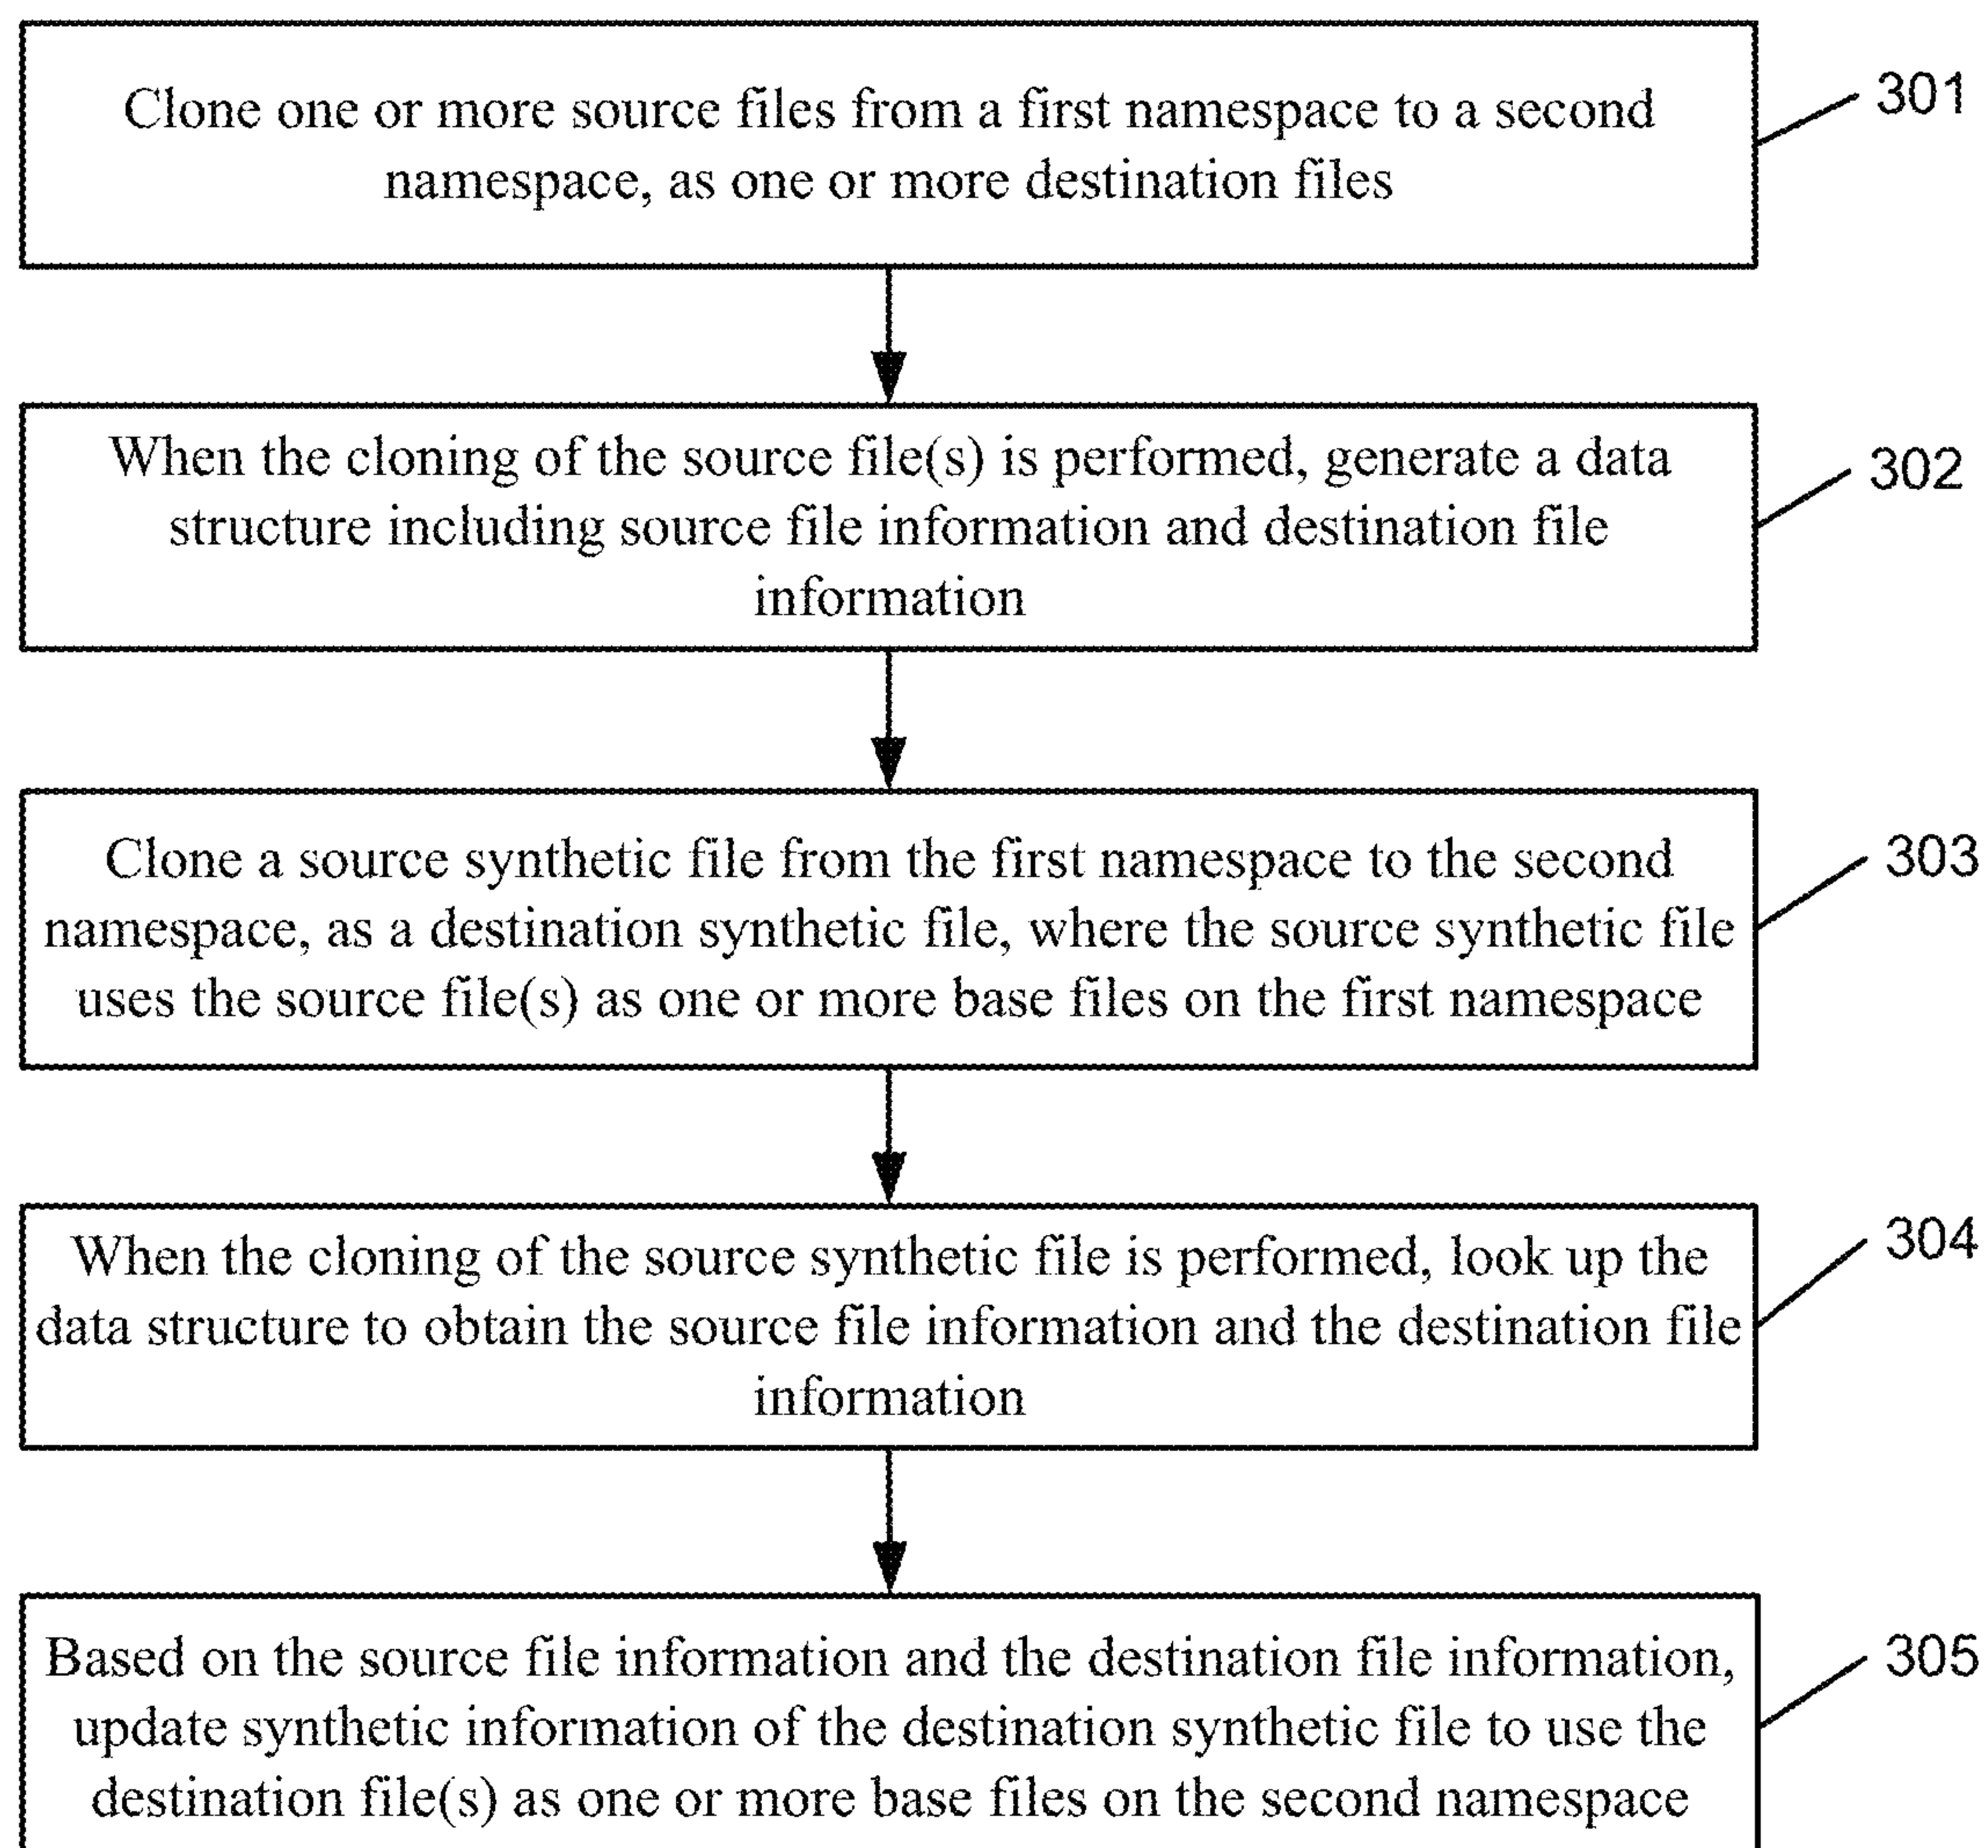 Clone one or more source files from a first namespace to a second
namespace, as one or more destination files
301
When the cloning of the source file(s) is performed, generate a data
structure including source file information and destination file
information
302
Clone a source synthetic file from the first namespace to the second
namespace, as a destination synthetic file, where the source synthetic file
uses the source file(s) as one or more base files on the first namespace
303
When the cloning of the source synthetic file is performed, look up the
data structure to obtain the source file information and the destination file
information
304
Based on the source file information and the destination file information,
update synthetic information of the destination synthetic file to use the
destination file(s) as one or more base files on the second namespace
305